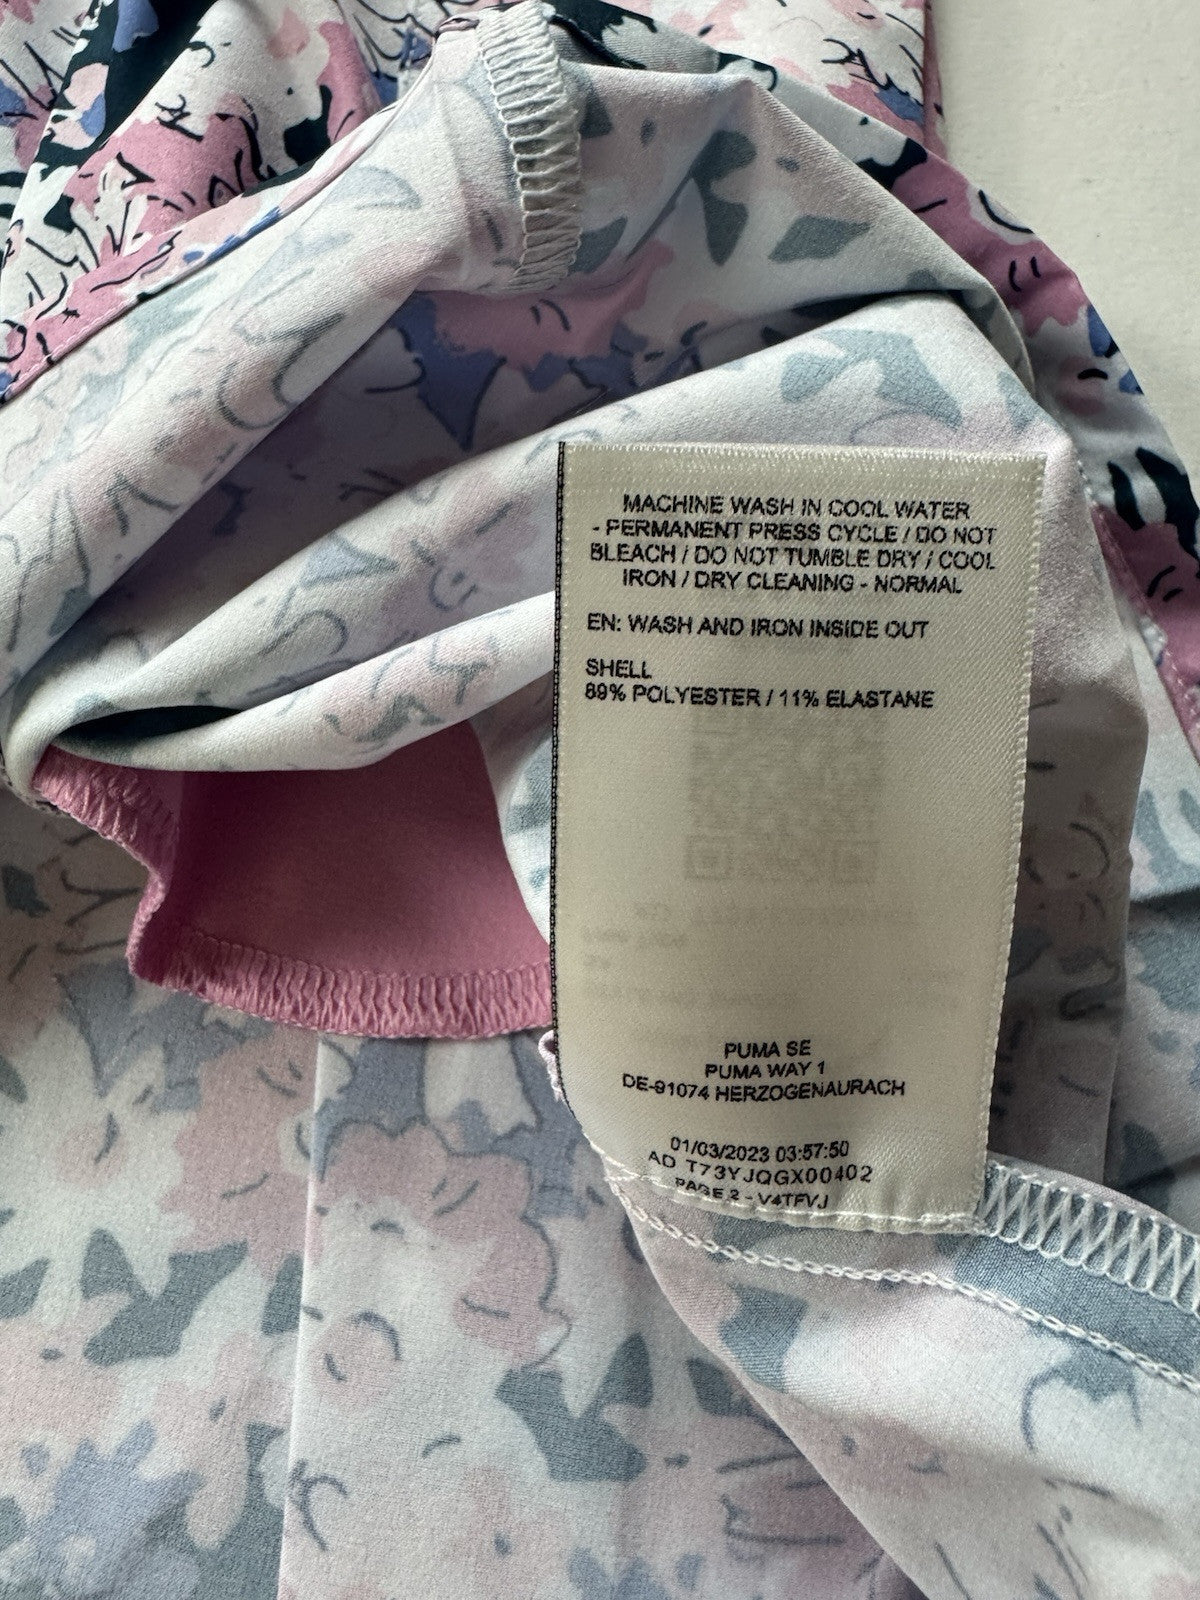 MACHINE WASH IN COOL WATER
- PERMANENT PRESS CYCLE / DO NOT
BLEACH / DO NOT TUMBLE DRY / COOL
IRON / DRY CLEANING - NORMAL
EN: WASH AND IRON INSIDE OUT
SHELL
89% POLYESTER / 11% ELASTANE
PUMA SE
PUMA WAY 1
DE-91074 HERZOGENAURACH
01/03/2023 03:57:50
AD T73YJQGX00402
PAGE 2 - V4TFVJ